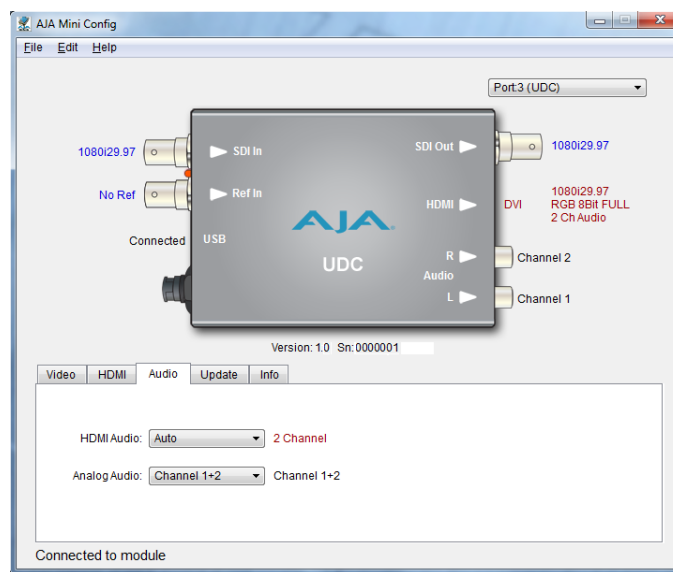 AJA Mini Config
File Edit Help
Port:3 (UDC)
1080i29.97 SDI In SDI Out 1080i29.97
No Ref Ref In HDMI DVI 1080i29.97
RGB 8Bit FULL
2 Ch Audio
Connected USB AJA
UDC
R Channel 2
Audio
L Channel 1
Version: 1.0 Sn: 0000001
Video HDMI Audio Update Info
HDMI Audio: Auto 2 Channel
Analog Audio: Channel 1+2 Channel 1+2
Connected to module